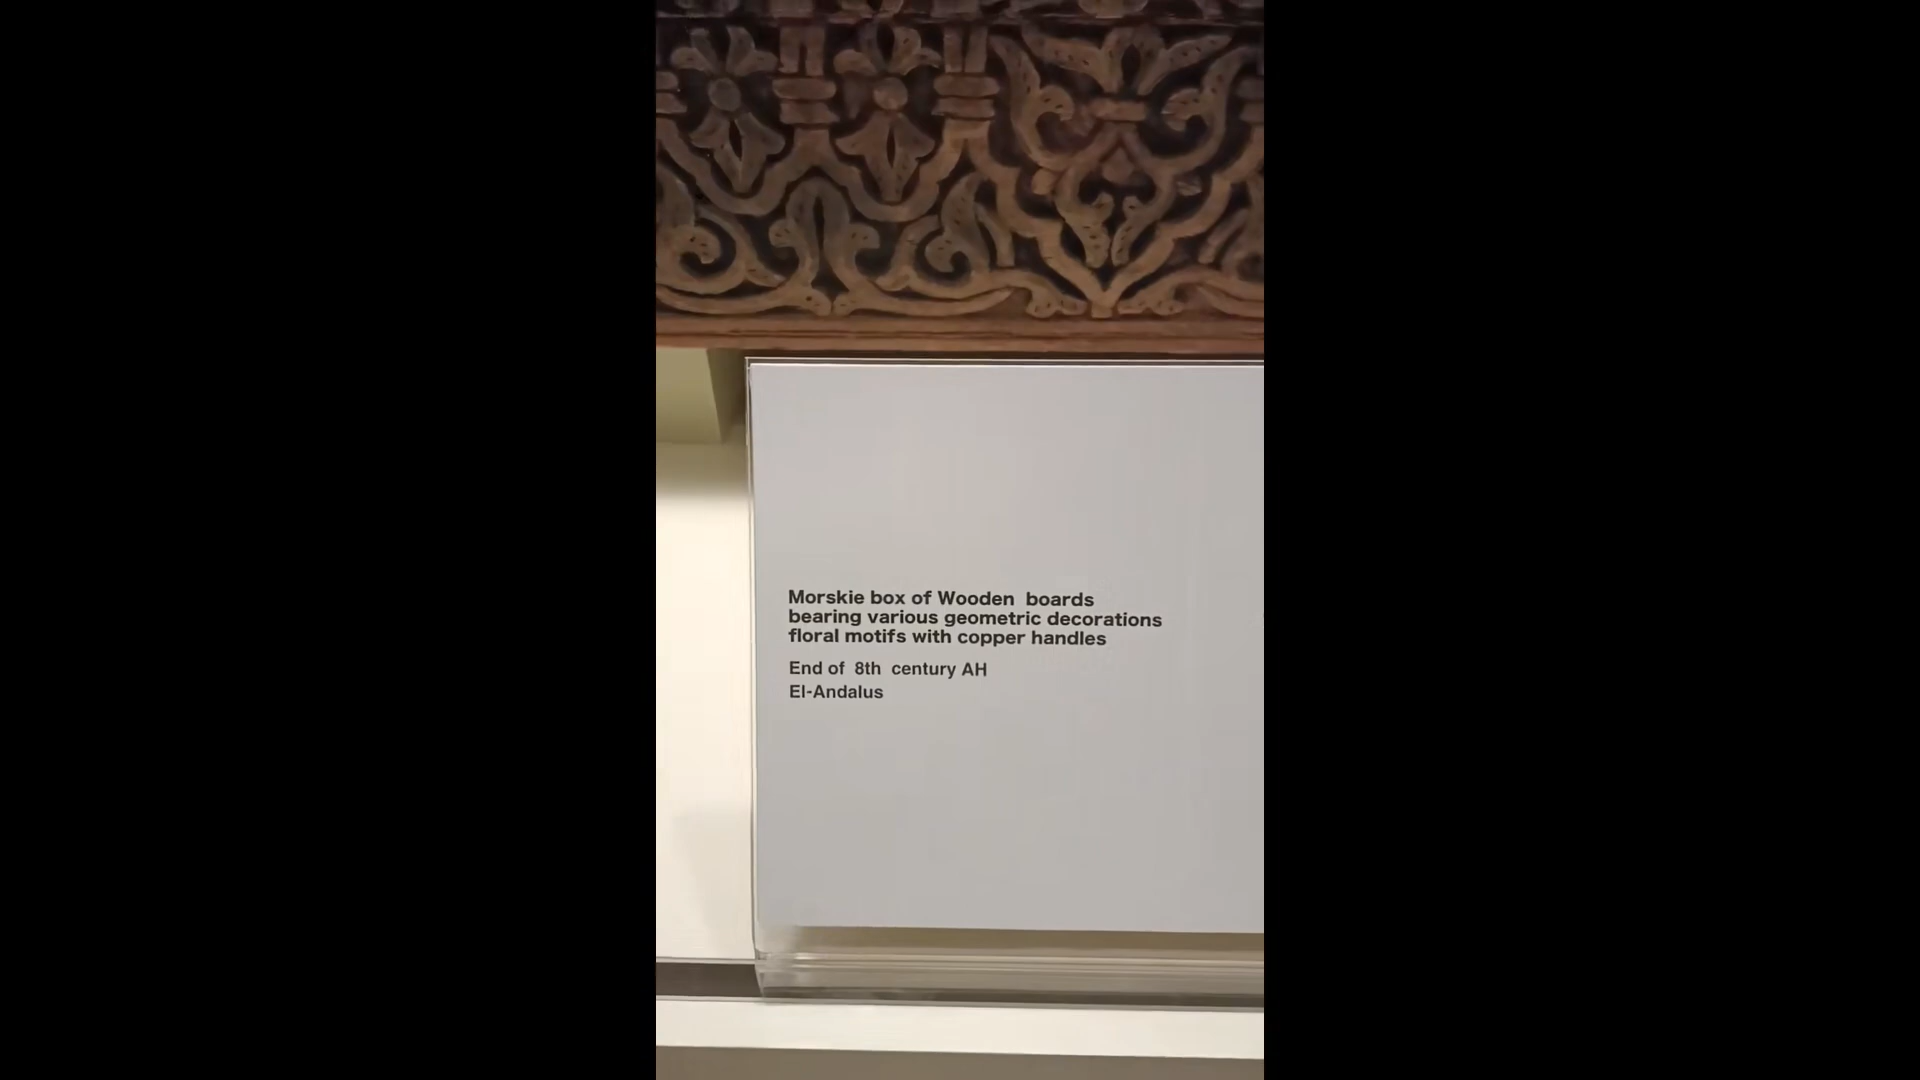 Morskie box of Wooden boards
bearing various geometric decorations
floral motifs with copper handles
End of 8th century AH
El-Andalus